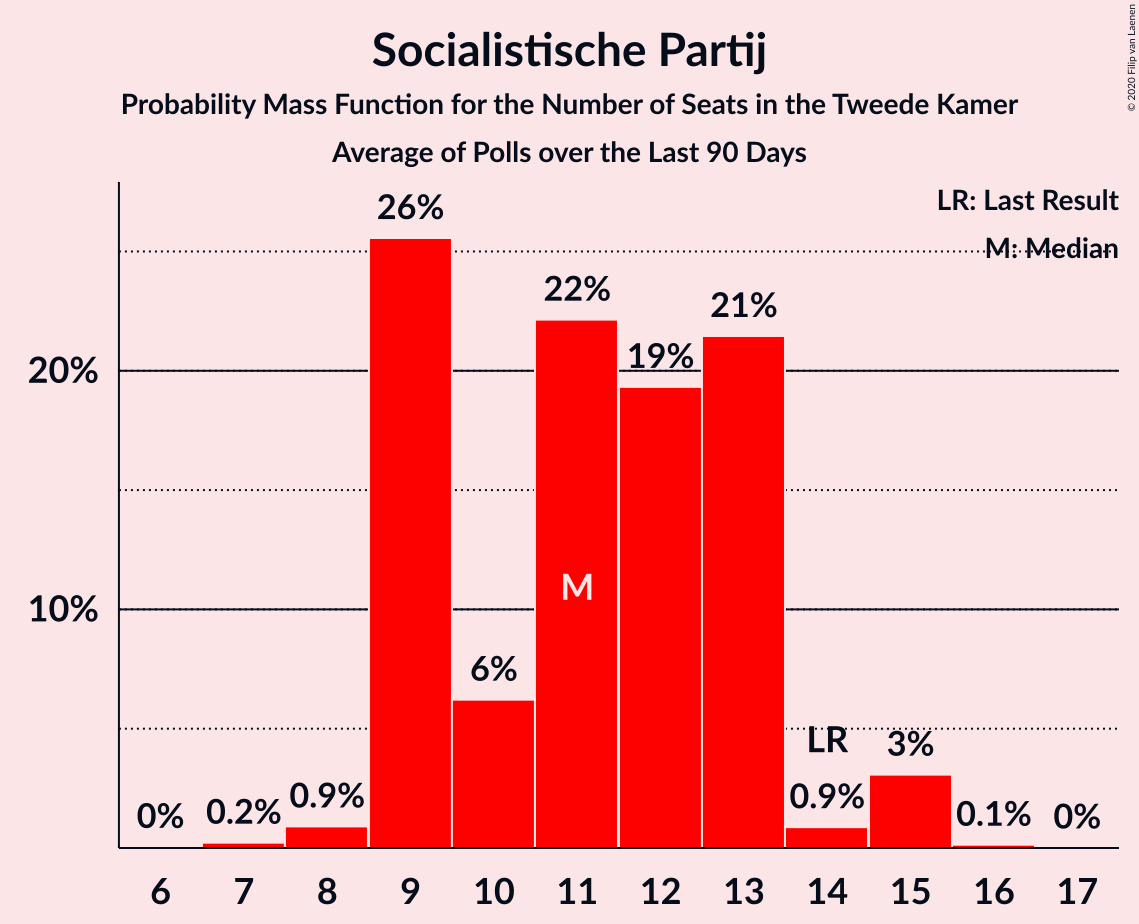 Socialistische Partij
Probability Mass Function for the Number of Seats in the Tweede Kamer
Average of Polls over the Last 90 Days
© 2020 Filip van Laenen
LR: Last Result
M: Median
26%
22%
21%
19%
20%
M
10%
6%
LR
3%
0%
0.2%
0.9%
0.9%
0.1%
0%
6 7 8 9 10 11 12 13 14 15 16 17